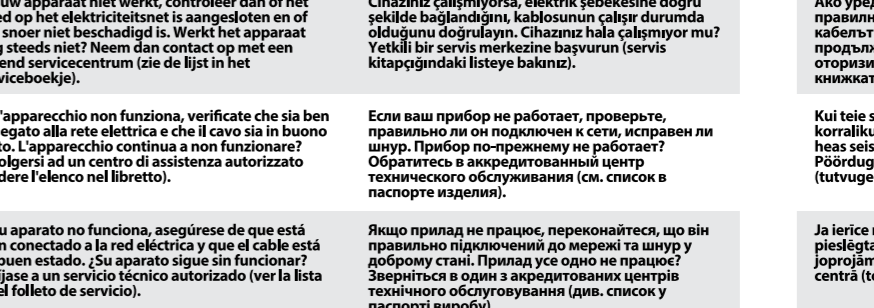 uw apparaat niet werkt, controleer dan of het
ed op het elektriciteitsnet is aangesloten en of
snoer niet beschadigd is. Werkt het apparaat
g steeds niet? Neem dan contact op met een
end servicecentrum (zie de lijst in het
viceboekje).
'apparecchio non funziona, verificate che sia ben
egato alla rete elettrica e che il cavo sia in buono
to. L'apparecchio continua a non funzionare?
olgersi ad un centro di assistenza autorizzato
dere l'elenco nel libretto).
u aparato no funciona, asegúrese de que está
n conectado a la red eléctrica y que el cable está
buen estado. ¿Su aparato sigue sin funcionar?
íjase a un servicio técnico autorizado (ver la lista
el folleto de servicio).
Cihazınız çalışmıyorsa, elektrik şebekesine doğru
şekilde bağlandığını, kablosunun çalışır durumda
olduğunu doğrulayın. Cihazınız hala çalışmıyor mu?
Yetkili bir servis merkezine başvurun (servis
kitapçığındaki listeye bakınız).
Если ваш прибор не работает, проверьте,
правильно ли он подключен к сети, исправен ли
шнур. Прибор по-прежнему не работает?
Обратитесь в аккредитованный центр
технического обслуживания (см. список в
паспорте изделия).
Якщо прилад не працює, переконайтеся, що він
правильно підключений до мережі та шнур у
доброму стані. Прилад усе одно не працює?
Зверніться в один з акредитованих центрів
технічного обслуговування (див. список у
паспорті виробу).
Ако уред
правилн
кабелът
продълж
оторизи
книжкат
Kui teie s
korraliku
heas seis
Pöördug
(tutvuge
Ja ierīce n
pieslēgta
joprojām
centrā (te